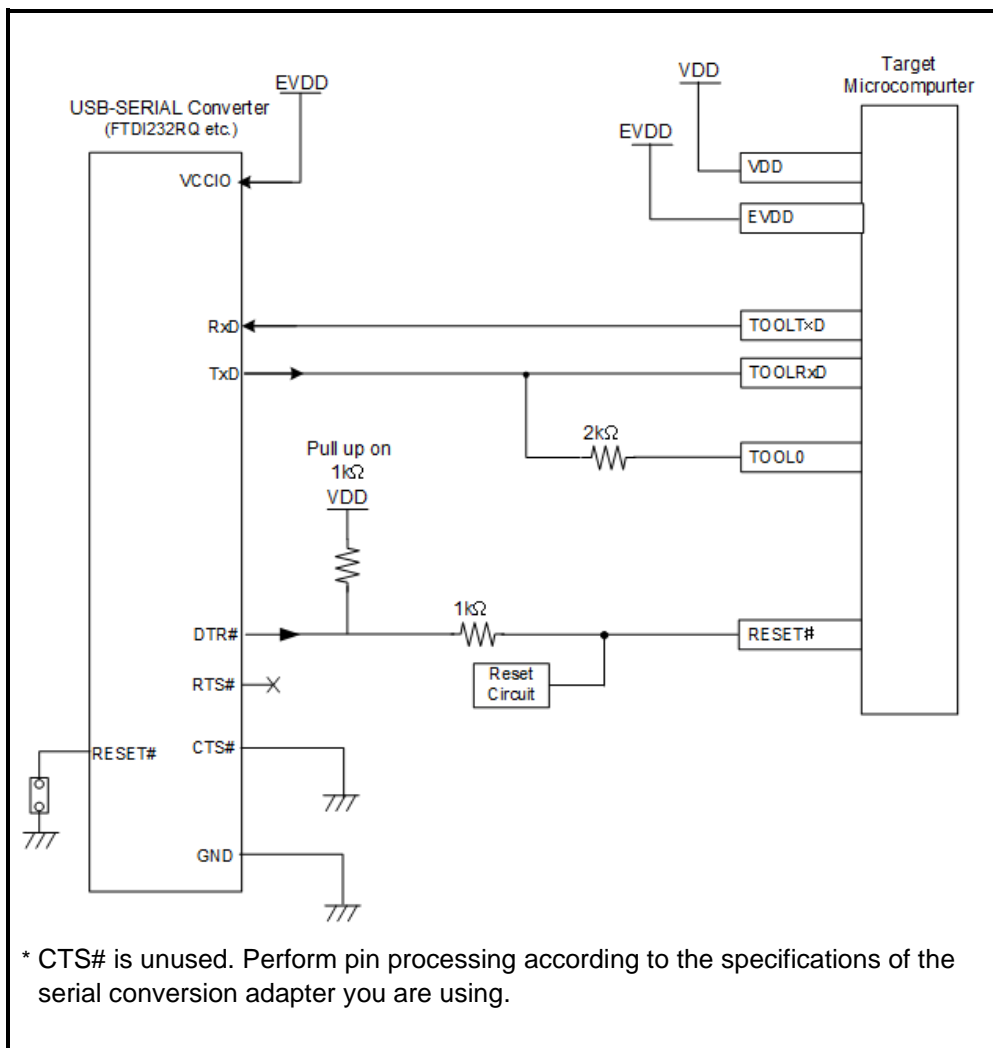 Target
Microcompurter
VDD
EVDD
USB-SERIAL Converter
(FTDI232RQ etc.)
EVDD
VCCIO
VDD
EVDD
RxD
TOOLTxD
TxD
TOOLRxD
2kΩ
TOOL0
Pull up on
1kΩ
VDD
1kΩ
DTR#
RESET#
Reset
Circuit
RTS#
RESET#
CTS#
GND
* CTS# is unused. Perform pin processing according to the specifications of the
serial conversion adapter you are using.